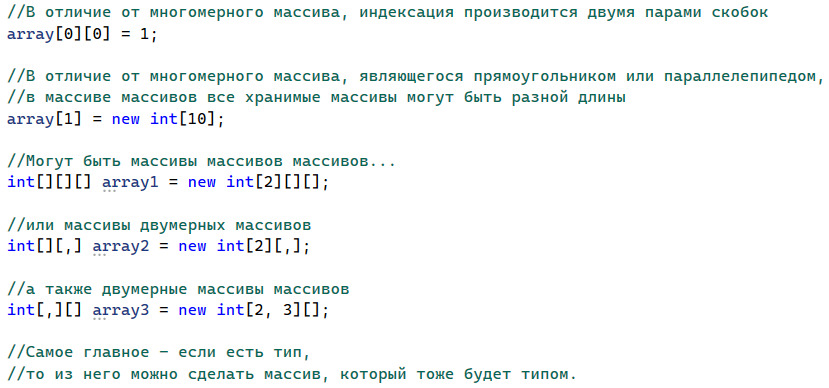 //В отличие от многомерного массива, индексация производится двумя парами скобок
array[0][0] = 1;
//В отличие от многомерного массива, являющегося прямоугольником или параллелепипедом,
//в массиве массивов все хранимые массивы могут быть разной длины
array[1] = new int[10];
//Могут быть массивы массивов массивов...
int[][][] array1 = new int[2][][];
//или массивы двумерных массивов
int[][,] array2 = new int[2][,];
//а также двумерные массивы массивов
int[,][] array3 = new int[2, 3][];
//Самое главное – если есть тип,
//то из него можно сделать массив, который тоже будет типом.